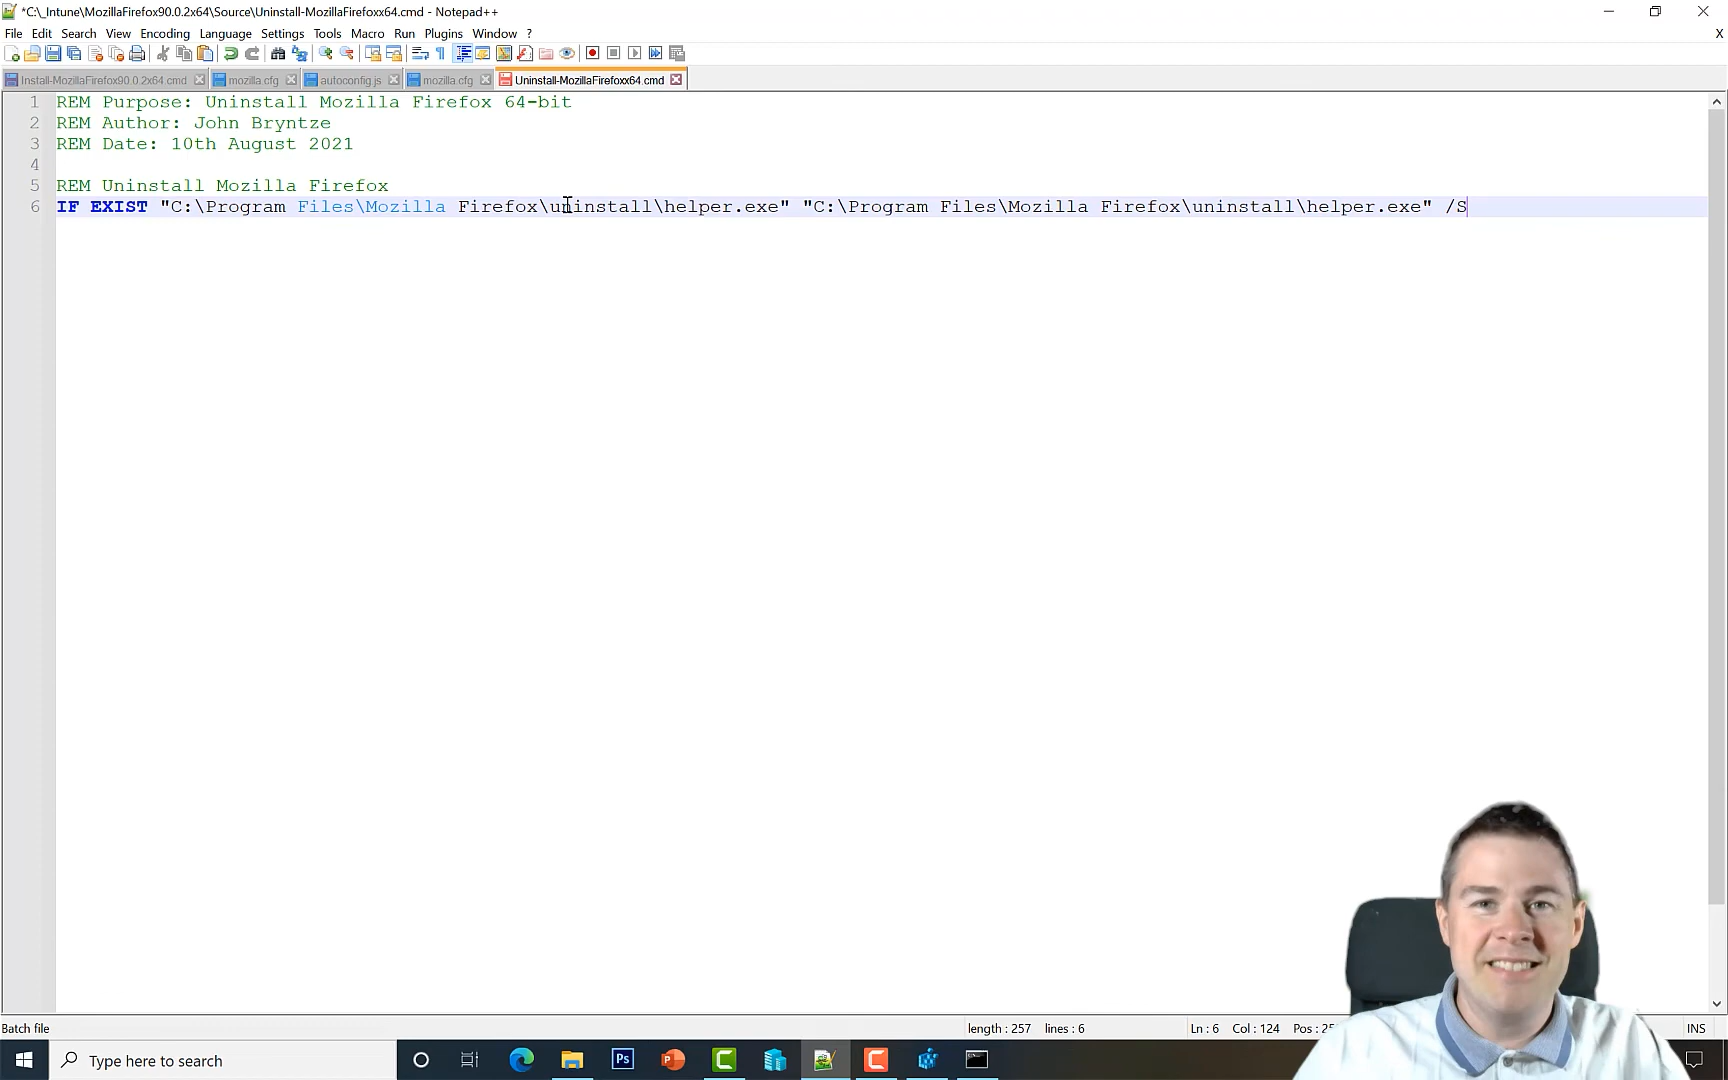 *C:\_Intune\MozillaFirefox90.0.2x64\Source\Uninstall-MozillaFirefoxx64.cmd - Notepad++
File Edit Search View Encoding Language Settings Tools Macro Run Plugins Window ? X
Install-MozillaFirefox90.0.2x64.cmd mozilla.cfg autoconfig.js mozilla.cfg Uninstall-MozillaFirefoxx64.cmd
1 REM Purpose: Uninstall Mozilla Firefox 64-bit
2 REM Author: John Bryntze
3 REM Date: 10th August 2021
4
5 REM Uninstall Mozilla Firefox
6 IF EXIST "C:\Program Files\Mozilla Firefox\uninstall\helper.exe" "C:\Program Files\Mozilla Firefox\uninstall\helper.exe" /S
Batch file length : 257 lines : 6 Ln : 6 Col : 124 Pos : 25 INS
Type here to search Ps P